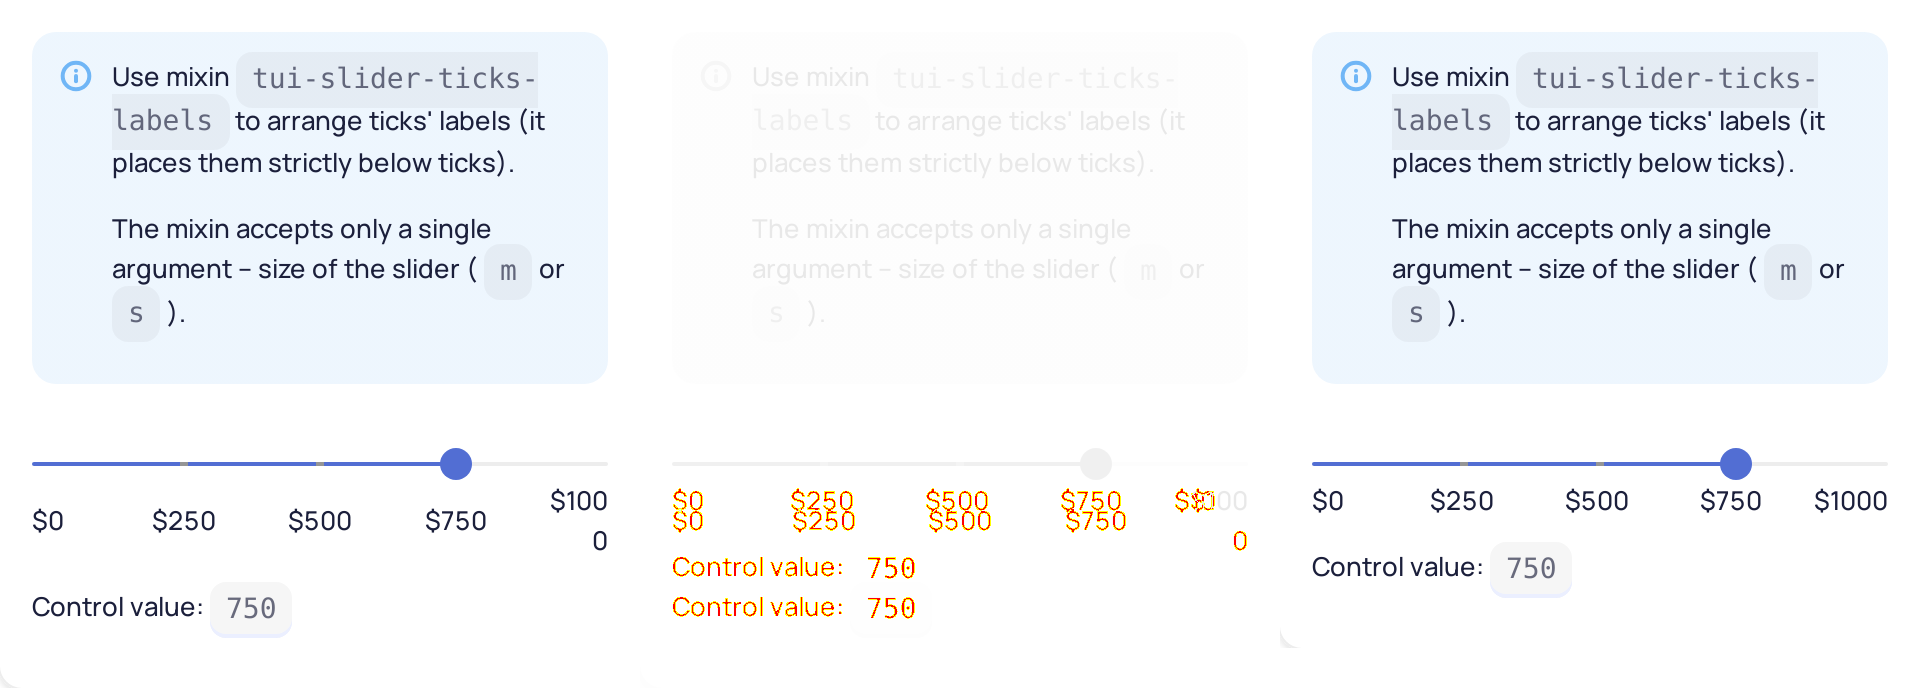 Use mixin tui-slider-ticks-
labels to arrange ticks' labels (it
places them strictly below ticks).
The mixin accepts only a single
argument – size of the slider ( m or
s ).
$0 $250 $500 $750 $100
0
Control value: 750
Use mixin tui-slider-ticks-
labels to arrange ticks' labels (it
places them strictly below ticks).
The mixin accepts only a single
argument – size of the slider ( m or
s ).
$0 $250 $500 $750
$0 $250 $500 $750
0
Control value: 750
Control value: 750
Use mixin tui-slider-ticks-
labels to arrange ticks' labels (it
places them strictly below ticks).
The mixin accepts only a single
argument – size of the slider ( m or
s ).
$0 $250 $500 $750 $1000
Control value: 750